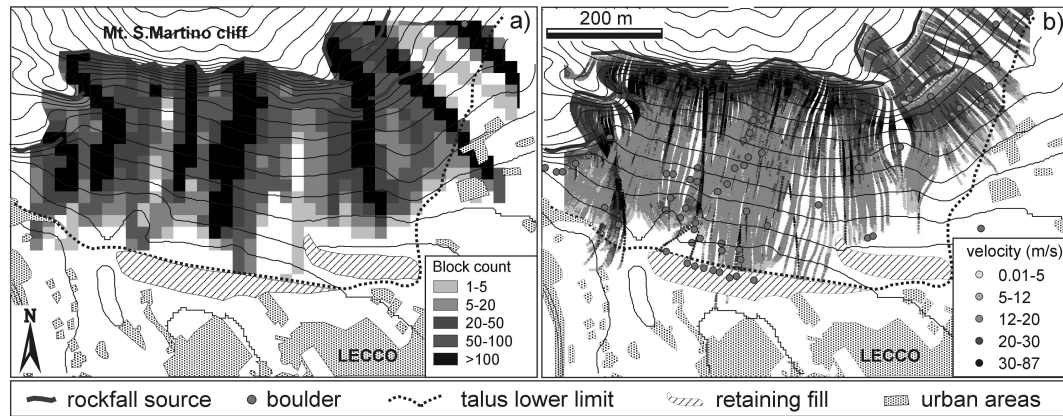 Mt. S.Martino cliff
a)
N
Block count
1-5
5-20
20-50
50-100
>100
LECCO
200 m
b)
velocity (m/s)
0.01-5
5-12
12-20
20-30
30-87
LECCO
rockfall source
boulder
talus lower limit
retaining fill
urban areas